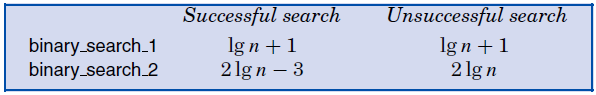 Successful search Unsuccessful search
binary_search_1 lg n + 1 lg n + 1
binary_search_2 2 lg n − 3 2 lg n